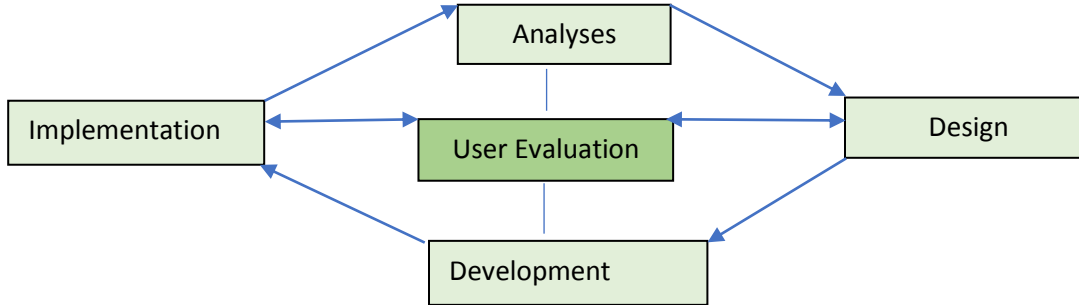 Analyses
Implementation
User Evaluation
Design
Development